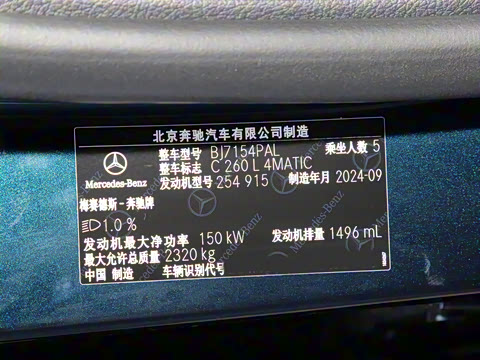 北京奔驰汽车有限公司制造
整车型号 BJ7154PAL 乘坐人数 5
整车标志 C 260 L 4MATIC
Mercedes-Benz 发动机型号 254 915 制造年月 2024-09
梅赛德斯-奔驰牌
1.0 %
发动机最大净功率 150 kW 发动机排量 1496 mL
最大允许总质量 2320 kg
中国 制造 车辆识别代号